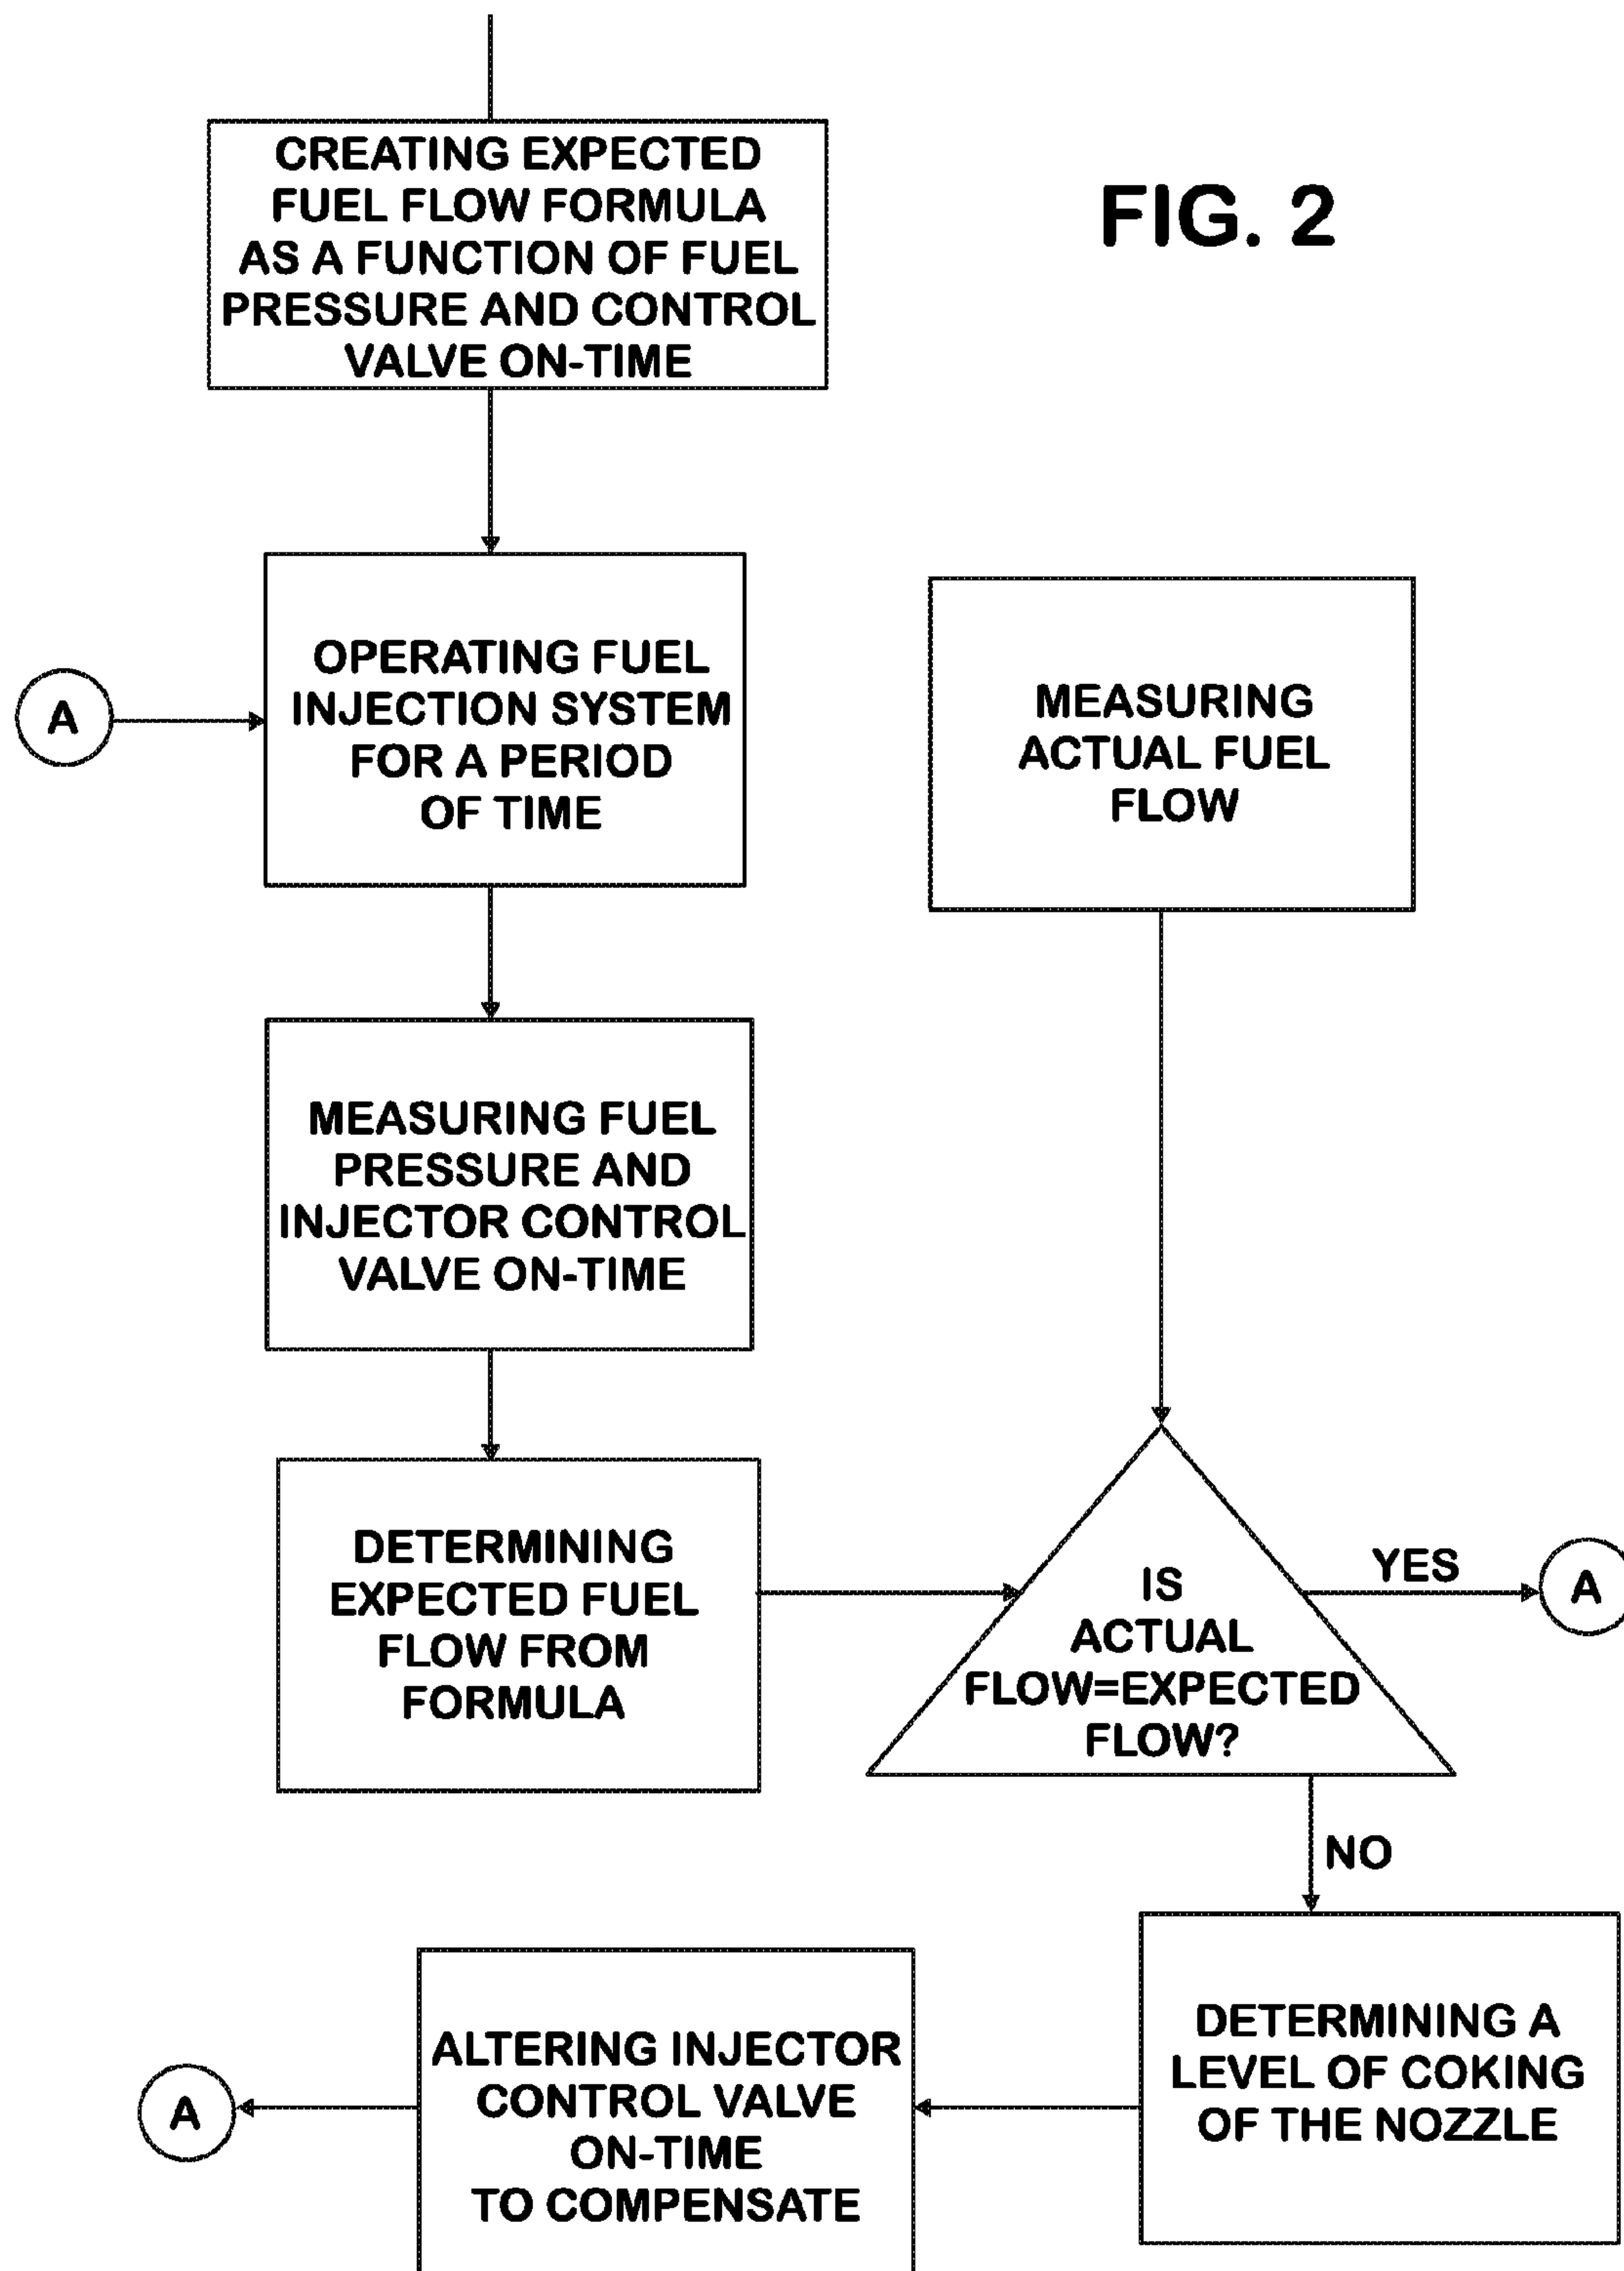 CREATING EXPECTED
FUEL FLOW FORMULA
AS A FUNCTION OF FUEL
PRESSURE AND CONTROL
VALVE ON-TIME
FIG. 2
OPERATING FUEL
INJECTION SYSTEM
FOR A PERIOD
OF TIME
A
MEASURING
ACTUAL FUEL
FLOW
MEASURING FUEL
PRESSURE AND
INJECTOR CONTROL
VALVE ON-TIME
DETERMINING
EXPECTED FUEL
FLOW FROM
FORMULA
IS
ACTUAL
FLOW=EXPECTED
FLOW?
YES
A
NO
DETERMINING A
LEVEL OF COKING
OF THE NOZZLE
ALTERING INJECTOR
CONTROL VALVE
ON-TIME
TO COMPENSATE
A